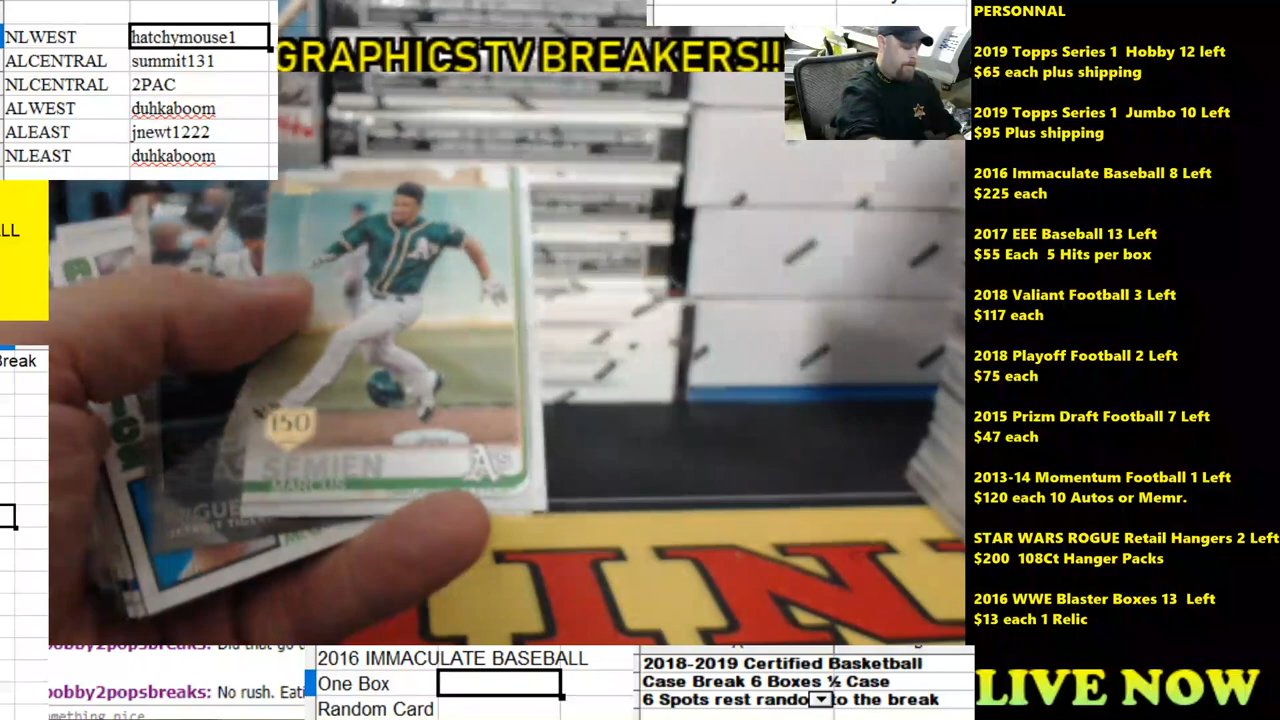 NLWEST hatchymouse1
ALCENTRAL summit131
NLCENTRAL 2PAC
ALWEST duhkaboom
ALEAST jnewt1222
NLEAST duhkaboom
GRAPHICS TV BREAKERS!!
LL
Break
150
SEMIEN
MARCUS
A's
A's
IN
PERSONNAL
2019 Topps Series 1 Hobby 12 left
$65 each plus shipping
2019 Topps Series 1 Jumbo 10 Left
$95 Plus shipping
2016 Immaculate Baseball 8 Left
$225 each
2017 EEE Baseball 13 Left
$55 Each 5 Hits per box
2018 Valiant Football 3 Left
$117 each
2018 Playoff Football 2 Left
$75 each
2015 Prizm Draft Football 7 Left
$47 each
2013-14 Momentum Football 1 Left
$120 each 10 Autos or Memr.
STAR WARS ROGUE Retail Hangers 2 Left
$200 108Ct Hanger Packs
2016 WWE Blaster Boxes 13 Left
$13 each 1 Relic
LIVE NOW
obby2popsbreaks: No rush. Eati
2016 IMMACULATE BASEBALL
One Box
Random Card
2018-2019 Certified Basketball
Case Break 6 Boxes ½ Case
6 Spots rest rando to the break